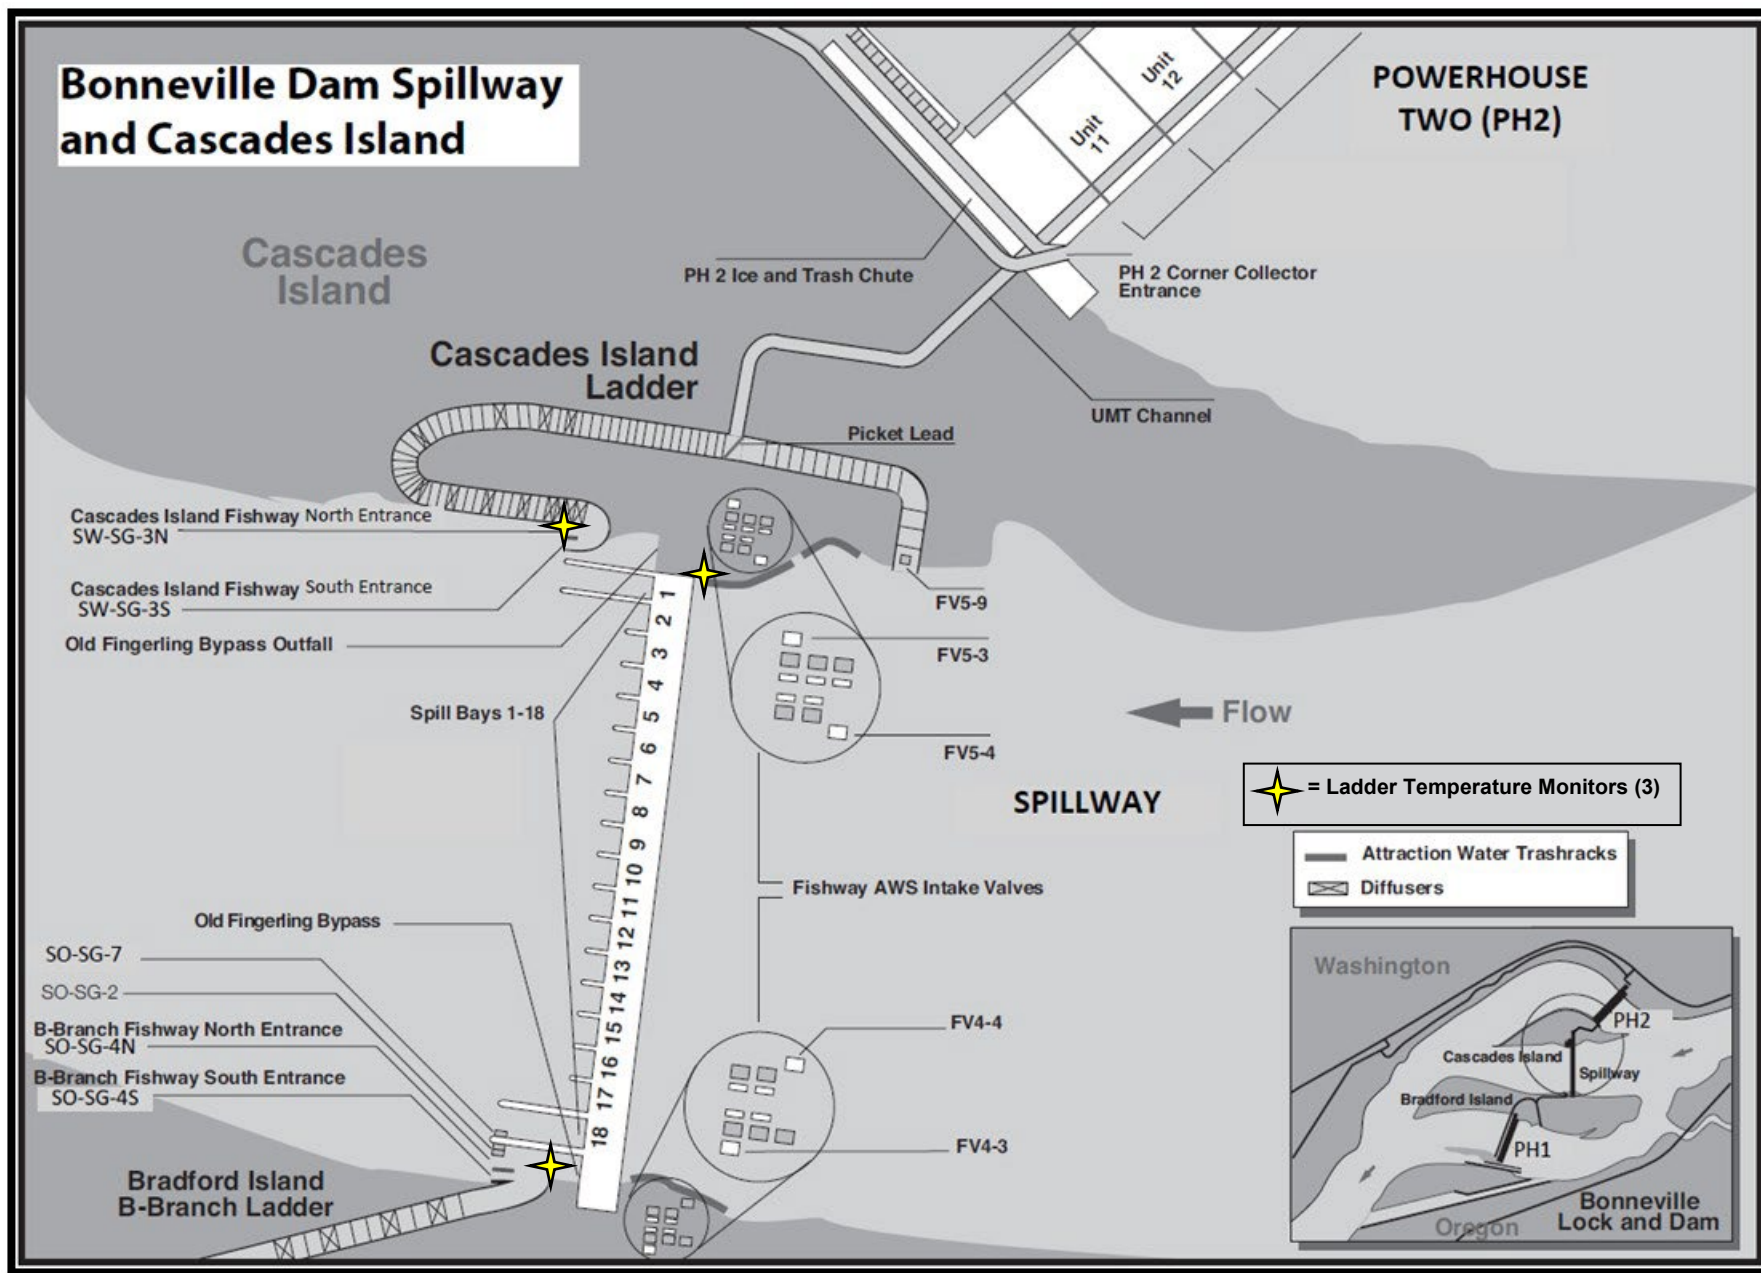 Bonneville Dam Spillway
and Cascades Island
POWERHOUSE
TWO (PH2)
Unit
12
Unit
11
Cascades
Island
PH 2 Ice and Trash Chute
PH 2 Corner Collector
Entrance
Cascades Island
Ladder
UMT Channel
Picket Lead
Cascades Island Fishway North Entrance
SW-SG-3N
Cascades Island Fishway South Entrance
SW-SG-3S
Old Fingerling Bypass Outfall
FV5-9
FV5-3
FV5-4
Spill Bays 1-18
1
2
3
4
5
6
7
8
9
10
11
12
13
14
15
16
17
18
Flow
SPILLWAY
= Ladder Temperature Monitors (3)
Attraction Water Trashracks
Diffusers
Fishway AWS Intake Valves
Old Fingerling Bypass
SO-SG-7
SO-SG-2
B-Branch Fishway North Entrance
SO-SG-4N
B-Branch Fishway South Entrance
SO-SG-4S
FV4-4
FV4-3
Bradford Island
B-Branch Ladder
Washington
PH2
Cascades Island
Spillway
Bradford Island
PH1
Bonneville
Lock and Dam
Oregon